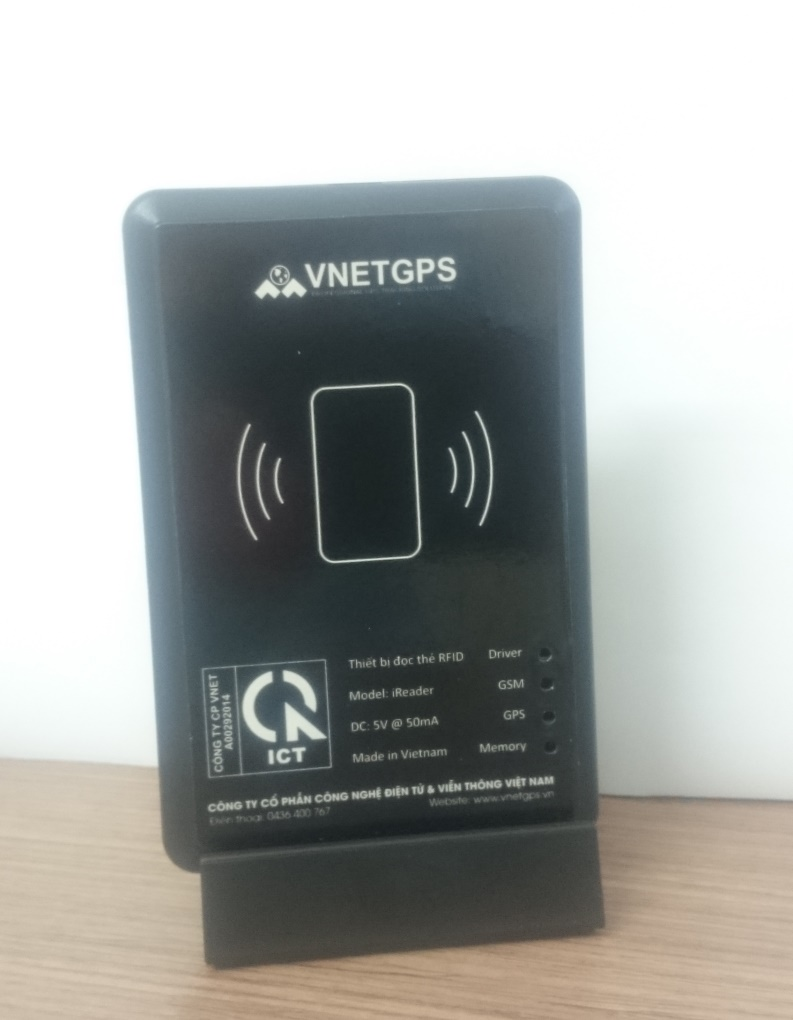 VNETGPS
CÔNG TY CP VNET
A00292014
ICT
Thiết bị đọc thẻ RFID
Driver
Model: iReader
GSM
DC: 5V @ 50mA
GPS
Made in Vietnam
Memory
CÔNG TY CỔ PHẦN CÔNG NGHỆ ĐIỆN TỬ & VIỄN THÔNG VIỆT NAM
Điện thoại: 0436 400 767
Website: www.vnetgps.vn